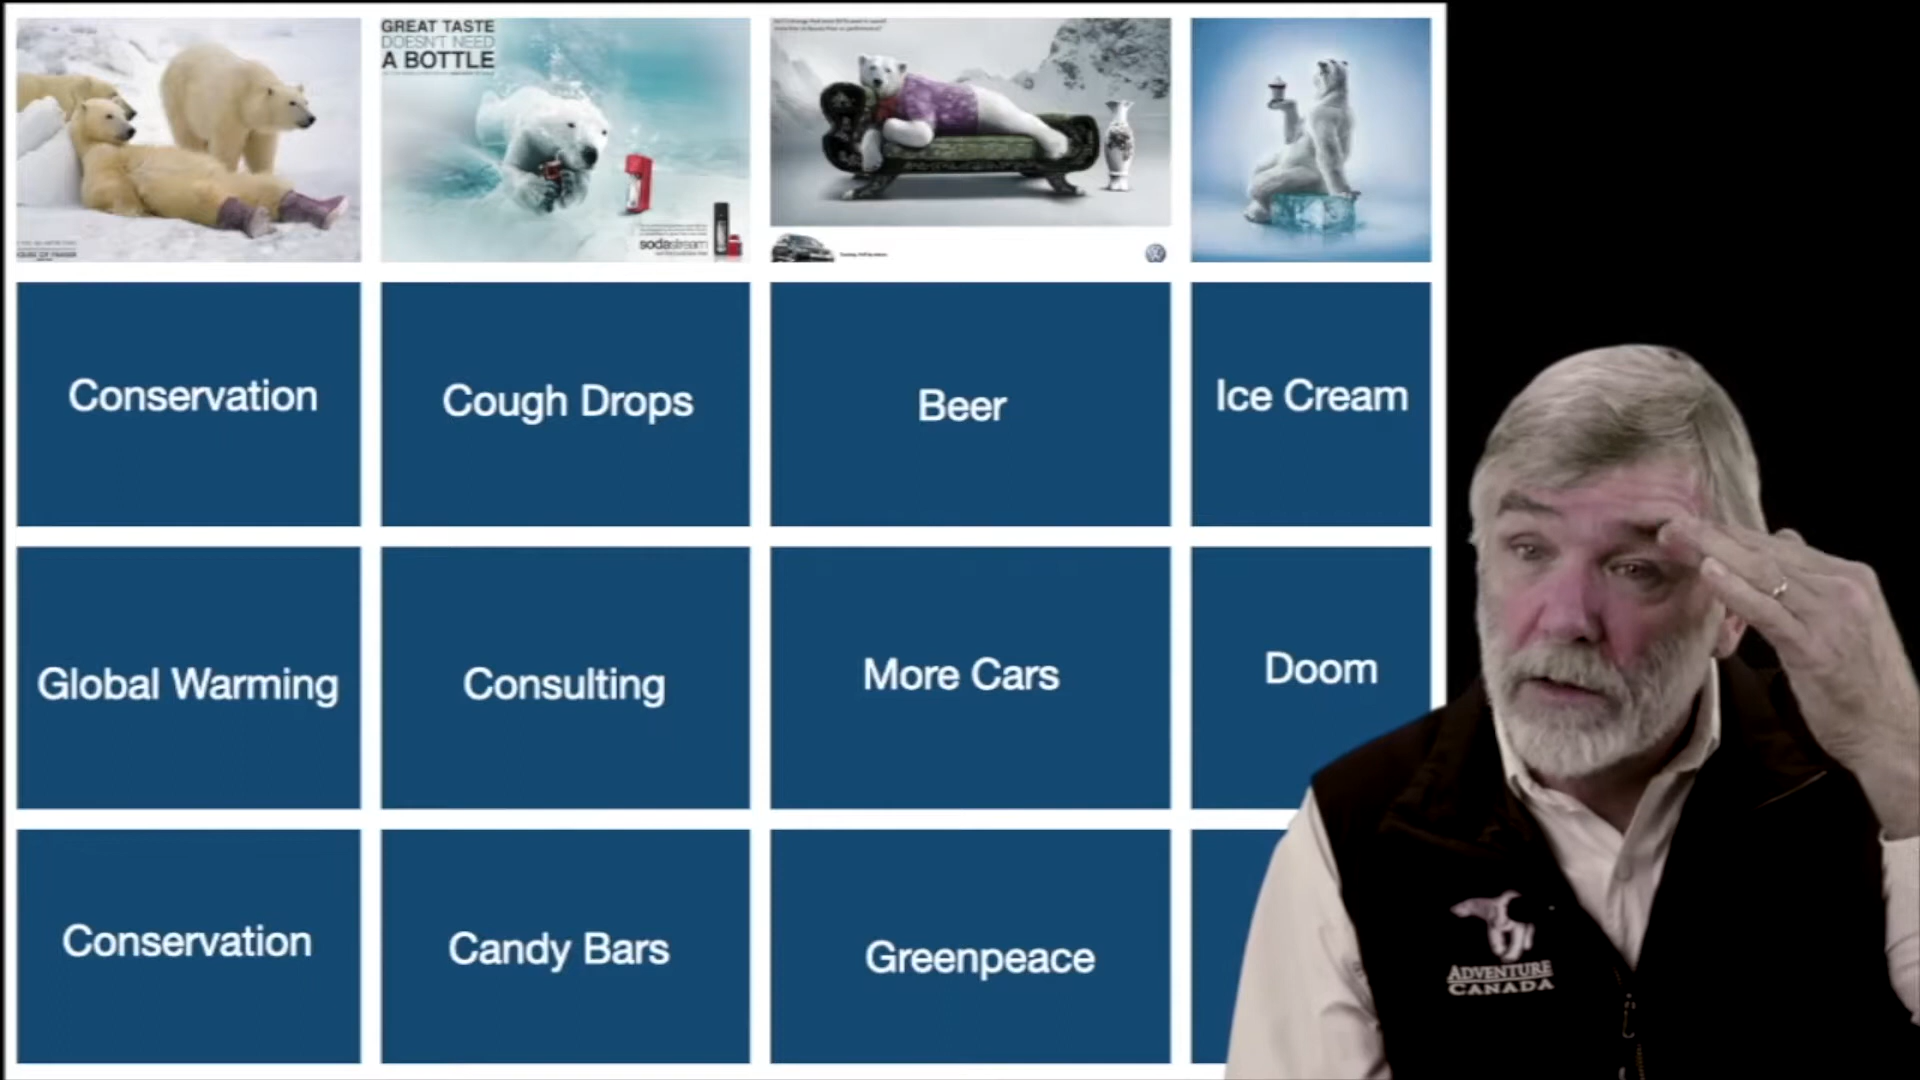 GREAT TASTE
DOESN'T NEED
A BOTTLE
sodastream
Conservation
Cough Drops
Beer
Ice Cream
Global Warming
Consulting
More Cars
Doom
Conservation
Candy Bars
Greenpeace
ADVENTURE
CANADA